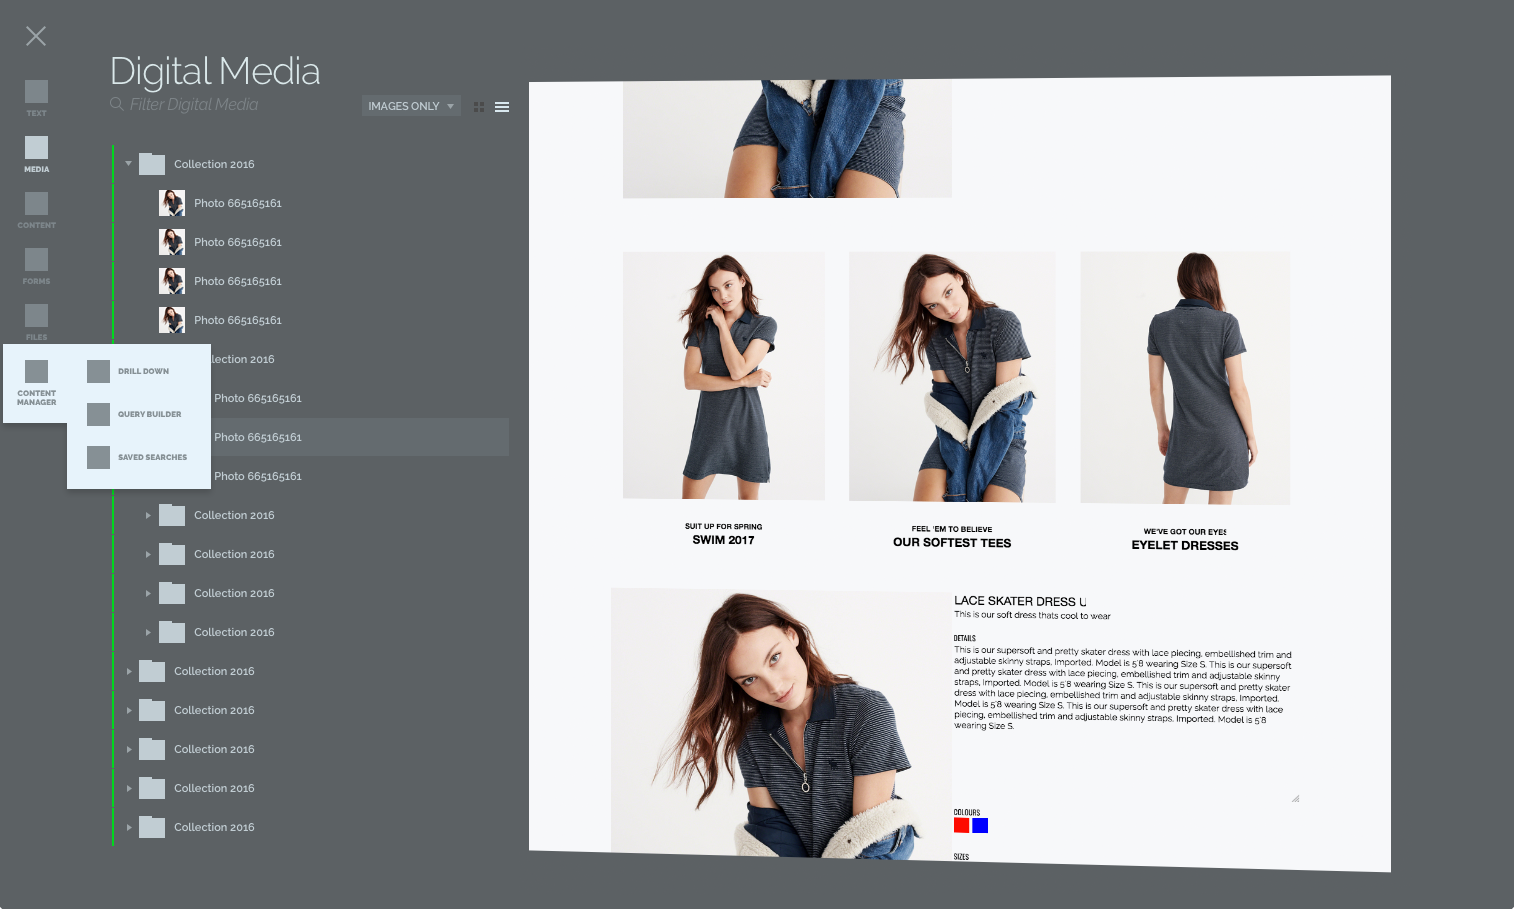 Digital Media
Filter Digital Media
IMAGES ONLY
TEXT
MEDIA
CONTENT
FORMS
FILES
CONTENT
MANAGER
DRILL DOWN
QUERY BUILDER
SAVED SEARCHES
Collection 2016
Photo 665165161
Photo 665165161
Photo 665165161
Photo 665165161
llection 2016
Photo 665165161
Photo 665165161
Photo 665165161
Collection 2016
Collection 2016
Collection 2016
Collection 2016
Collection 2016
Collection 2016
Collection 2016
Collection 2016
Collection 2016
SUIT UP FOR SPRING
SWIM 2017
FEEL 'EM TO BELIEVE
OUR SOFTEST TEES
WE'VE GOT OUR EYES
EYELET DRESSES
LACE SKATER DRESS U
This is our soft dress thats cool to wear
DETAILS
This is our supersoft and pretty skater dress with lace piecing, embellished trim and
adjustable skinny straps. Imported. Model is 5'8 wearing Size S. This is our supersoft
and pretty skater dress with lace piecing, embellished trim and adjustable skinny
straps, Imported. Model is 5'8 wearing Size S. This is our supersoft and pretty skater
dress with lace piecing, embellished trim and adjustable skinny straps. Imported.
Model is 5'8 wearing Size S. This is our supersoft and pretty skater dress with lace
piecing, embellished trim and adjustable skinny straps. Imported. Model is 5'8
wearing Size S.
COLOURS
SIZES